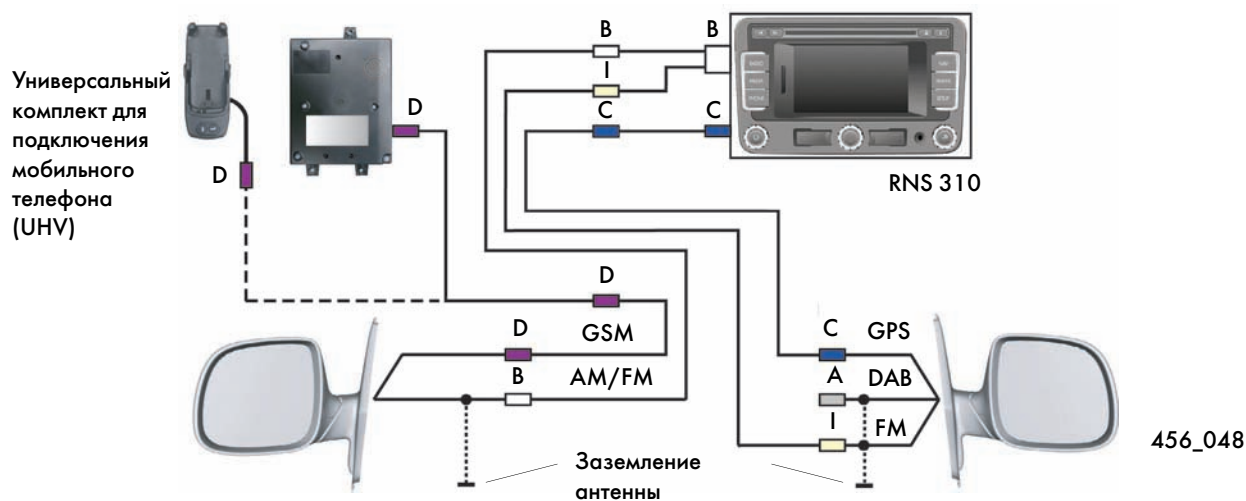 Универсальный
комплект для
подключения
мобильного
телефона
(UHV)
D
D
B
B
I
C
C
RNS 310
D
D
GSM
B
AM/FM
C
GPS
A
DAB
I
FM
Заземление
антенны
456_048